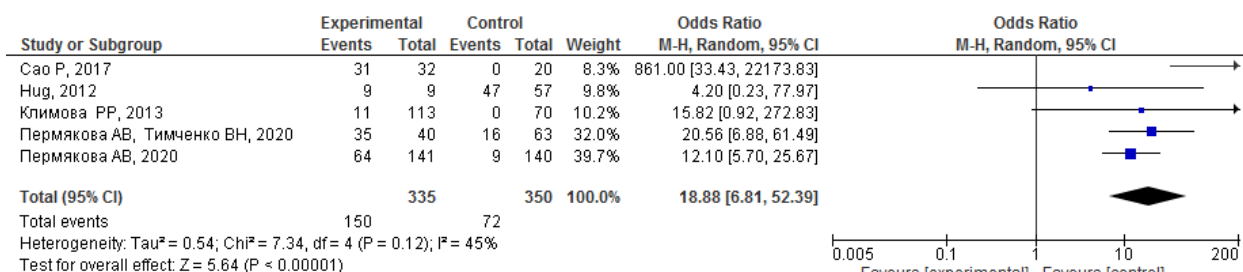 Experimental Control Odds Ratio Odds Ratio
Study or Subgroup Events Total Events Total Weight M-H, Random, 95% CI M-H, Random, 95% CI
Cao P, 2017 31 32 0 20 8.3% 861.00 [33.43, 22173.83]
Hug, 2012 9 9 47 57 9.8% 4.20 [0.23, 77.97]
Климова РР, 2013 11 113 0 70 10.2% 15.82 [0.92, 272.83]
Пермякова АВ, Тимченко ВН, 2020 35 40 16 63 32.0% 20.56 [6.88, 61.49]
Пермякова АВ, 2020 64 141 9 140 39.7% 12.10 [5.70, 25.67]
Total (95% CI) 335 350 100.0% 18.88 [6.81, 52.39]
Total events 150 72
Heterogeneity: Tau² = 0.54; Chi² = 7.34, df = 4 (P = 0.12); I² = 45%
0.005 0.1 1 10 200
Test for overall effect: Z = 5.64 (P < 0.00001)
Favours [experimental] Favours [control]